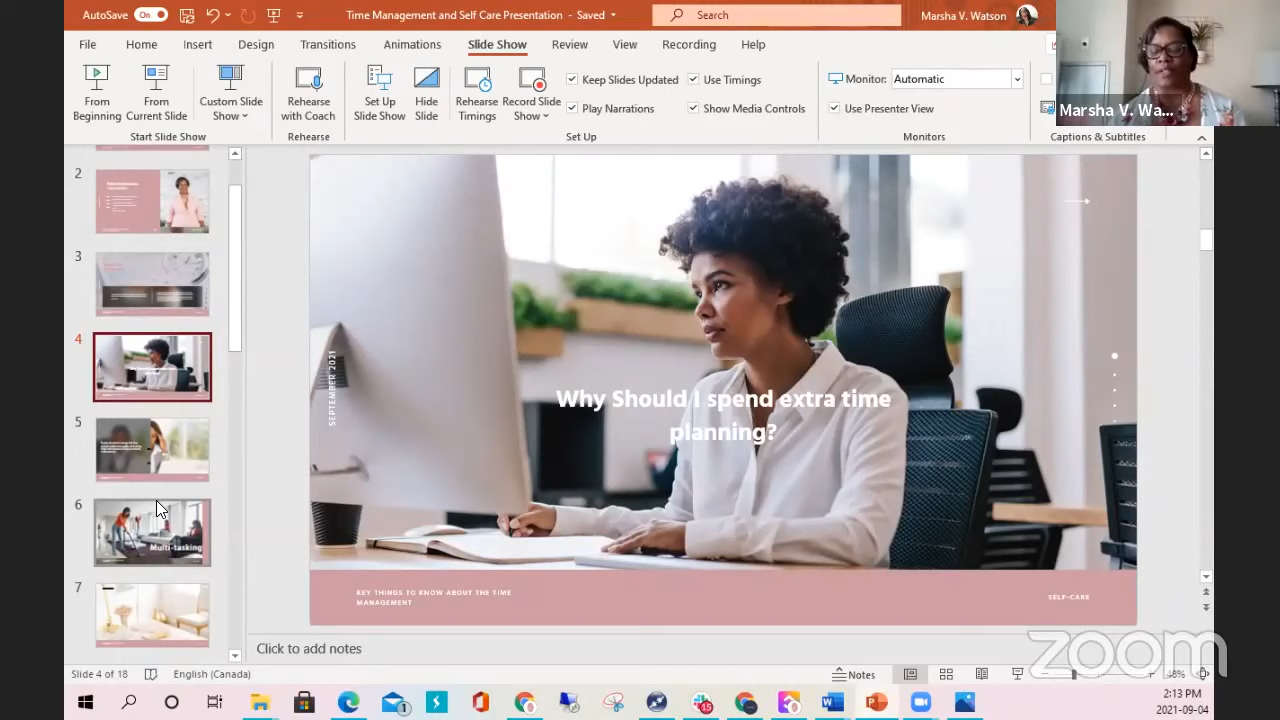 AutoSave On
Time Management and Self Care Presentation - Saved
Search
Marsha V. Watson
File Home Insert Design Transitions Animations Slide Show Review View Recording Help
From Beginning
From Current Slide
Custom Slide Show
Start Slide Show
Rehearse with Coach
Rehearse
Set Up Slide Show
Hide Slide
Rehearse Timings
Record Slide Show
Keep Slides Updated
Play Narrations
Use Timings
Show Media Controls
Set Up
Monitor: Automatic
Use Presenter View
Monitors
Captions & Subtitles
Marsha V. Wa...
2
3
4
5
6
Multi-tasking
7
SEPTEMBER 2021
Why Should I spend extra time
planning?
KEY THINGS TO KNOW ABOUT THE TIME
MANAGEMENT
SELF-CARE
Click to add notes
zoom
Slide 4 of 18 English (Canada) Notes 48%
1
15
2:13 PM
2021-09-04